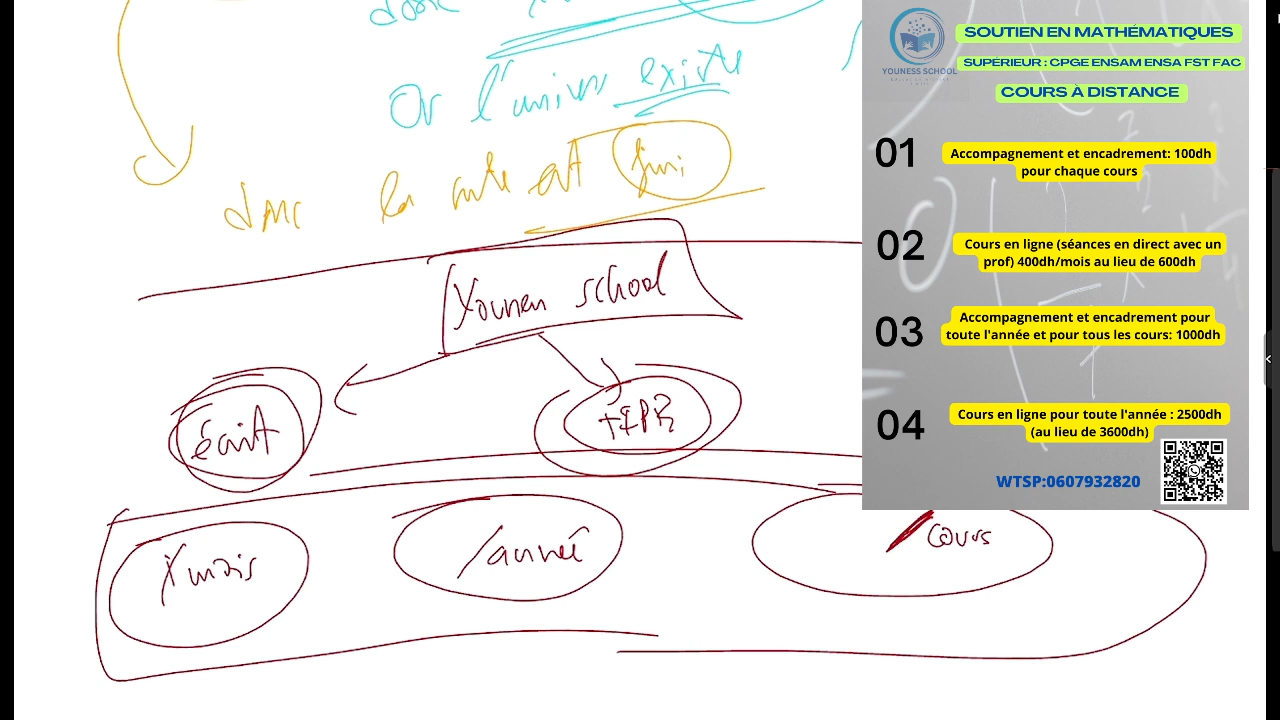 donc
Or l'univers existe
donc la suite est fini
Youness school
écrit
TIPE
/mois
/année
/cours
YOUNESS SCHOOL
SOUTIEN EN MATHÉMATIQUES
SUPÉRIEUR : CPGE ENSAM ENSA FST FAC
COURS À DISTANCE
01
Accompagnement et encadrement: 100dh
pour chaque cours
02
Cours en ligne (séances en direct avec un
prof) 400dh/mois au lieu de 600dh
03
Accompagnement et encadrement pour
toute l'année et pour tous les cours: 1000dh
04
Cours en ligne pour toute l'année : 2500dh
(au lieu de 3600dh)
WTSP:0607932820